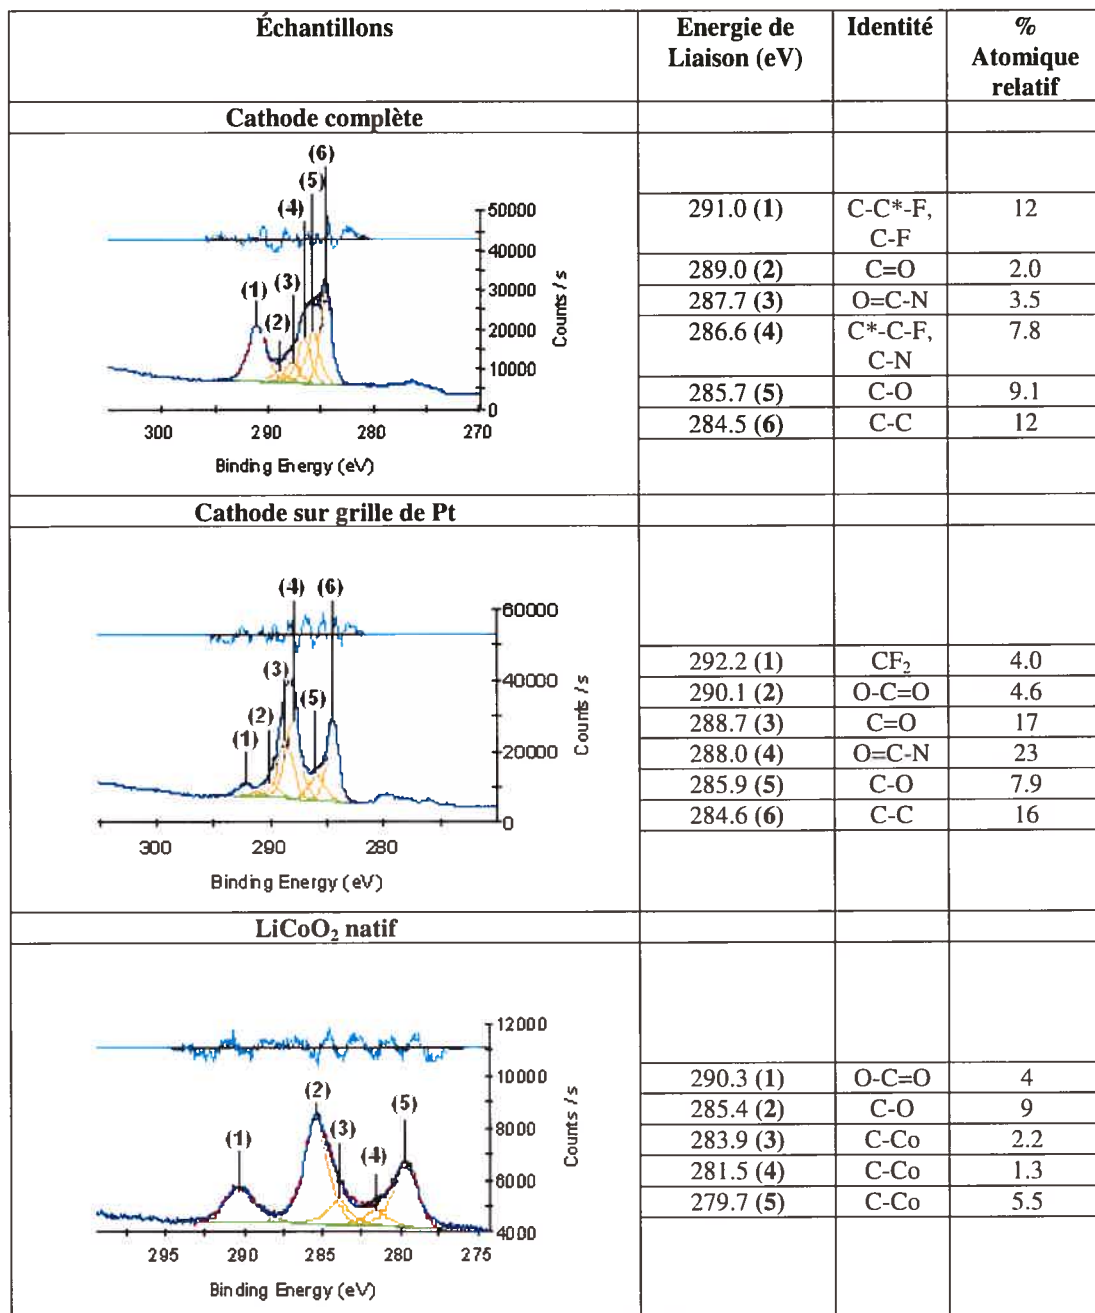 Échantillons
Energie de Liaison (eV)
Identité
% Atomique relatif
Cathode complète
(6)
(5)
(4)
(3)
(1)
(2)
50000
40000
30000
20000
10000
0
Counts / s
300 290 280 270
Binding Energy (eV)
291.0 (1) C-C*-F, C-F 12
289.0 (2) C=O 2.0
287.7 (3) O=C-N 3.5
286.6 (4) C*-C-F, C-N 7.8
285.7 (5) C-O 9.1
284.5 (6) C-C 12
Cathode sur grille de Pt
(4) (6)
(3)
(5)
(2)
(1)
60000
40000
20000
0
Counts / s
300 290 280
Binding Energy (eV)
292.2 (1) CF₂ 4.0
290.1 (2) O-C=O 4.6
288.7 (3) C=O 17
288.0 (4) O=C-N 23
285.9 (5) C-O 7.9
284.6 (6) C-C 16
LiCoO₂ natif
(2)
(5)
(3)
(1)
(4)
12000
10000
8000
6000
4000
Counts / s
295 290 285 280 275
Binding Energy (eV)
290.3 (1) O-C=O 4
285.4 (2) C-O 9
283.9 (3) C-Co 2.2
281.5 (4) C-Co 1.3
279.7 (5) C-Co 5.5